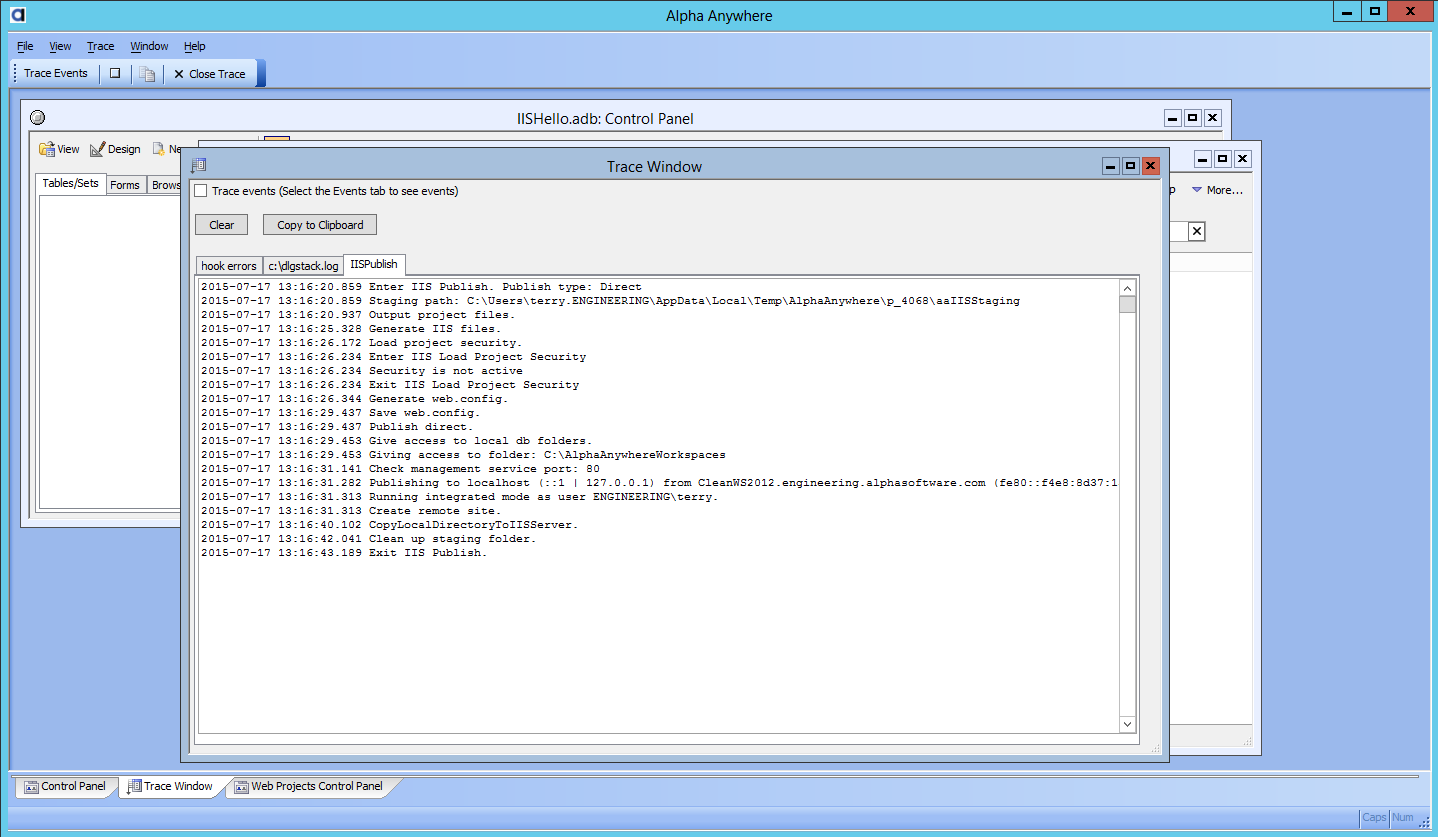 Alpha Anywhere
File View Trace Window Help
Trace Events Close Trace
IISHello.adb: Control Panel
View Design
Tables/Sets Forms
More...
Trace Window
Trace events (Select the Events tab to see events)
Clear Copy to Clipboard
hook errors c:\dlgstack.log IISPublish
2015-07-17 13:16:20.859 Enter IIS Publish. Publish type: Direct
2015-07-17 13:16:20.859 Staging path: C:\Users\terry.ENGINEERING\AppData\Local\Temp\AlphaAnywhere\p_4068\aaIISStaging
2015-07-17 13:16:20.937 Output project files.
2015-07-17 13:16:25.328 Generate IIS files.
2015-07-17 13:16:26.172 Load project security.
2015-07-17 13:16:26.234 Enter IIS Load Project Security
2015-07-17 13:16:26.234 Security is not active
2015-07-17 13:16:26.234 Exit IIS Load Project Security
2015-07-17 13:16:26.344 Generate web.config.
2015-07-17 13:16:29.437 Save web.config.
2015-07-17 13:16:29.437 Publish direct.
2015-07-17 13:16:29.453 Give access to local db folders.
2015-07-17 13:16:29.453 Giving access to folder: C:\AlphaAnywhereWorkspaces
2015-07-17 13:16:31.141 Check management service port: 80
2015-07-17 13:16:31.282 Publishing to localhost (::1 | 127.0.0.1) from CleanWS2012.engineering.alphasoftware.com (fe80::f4e8:8d37:1
2015-07-17 13:16:31.313 Running integrated mode as user ENGINEERING\terry.
2015-07-17 13:16:31.313 Create remote site.
2015-07-17 13:16:40.102 CopyLocalDirectoryToIISServer.
2015-07-17 13:16:42.041 Clean up staging folder.
2015-07-17 13:16:43.189 Exit IIS Publish.
Control Panel Trace Window Web Projects Control Panel
Caps Num